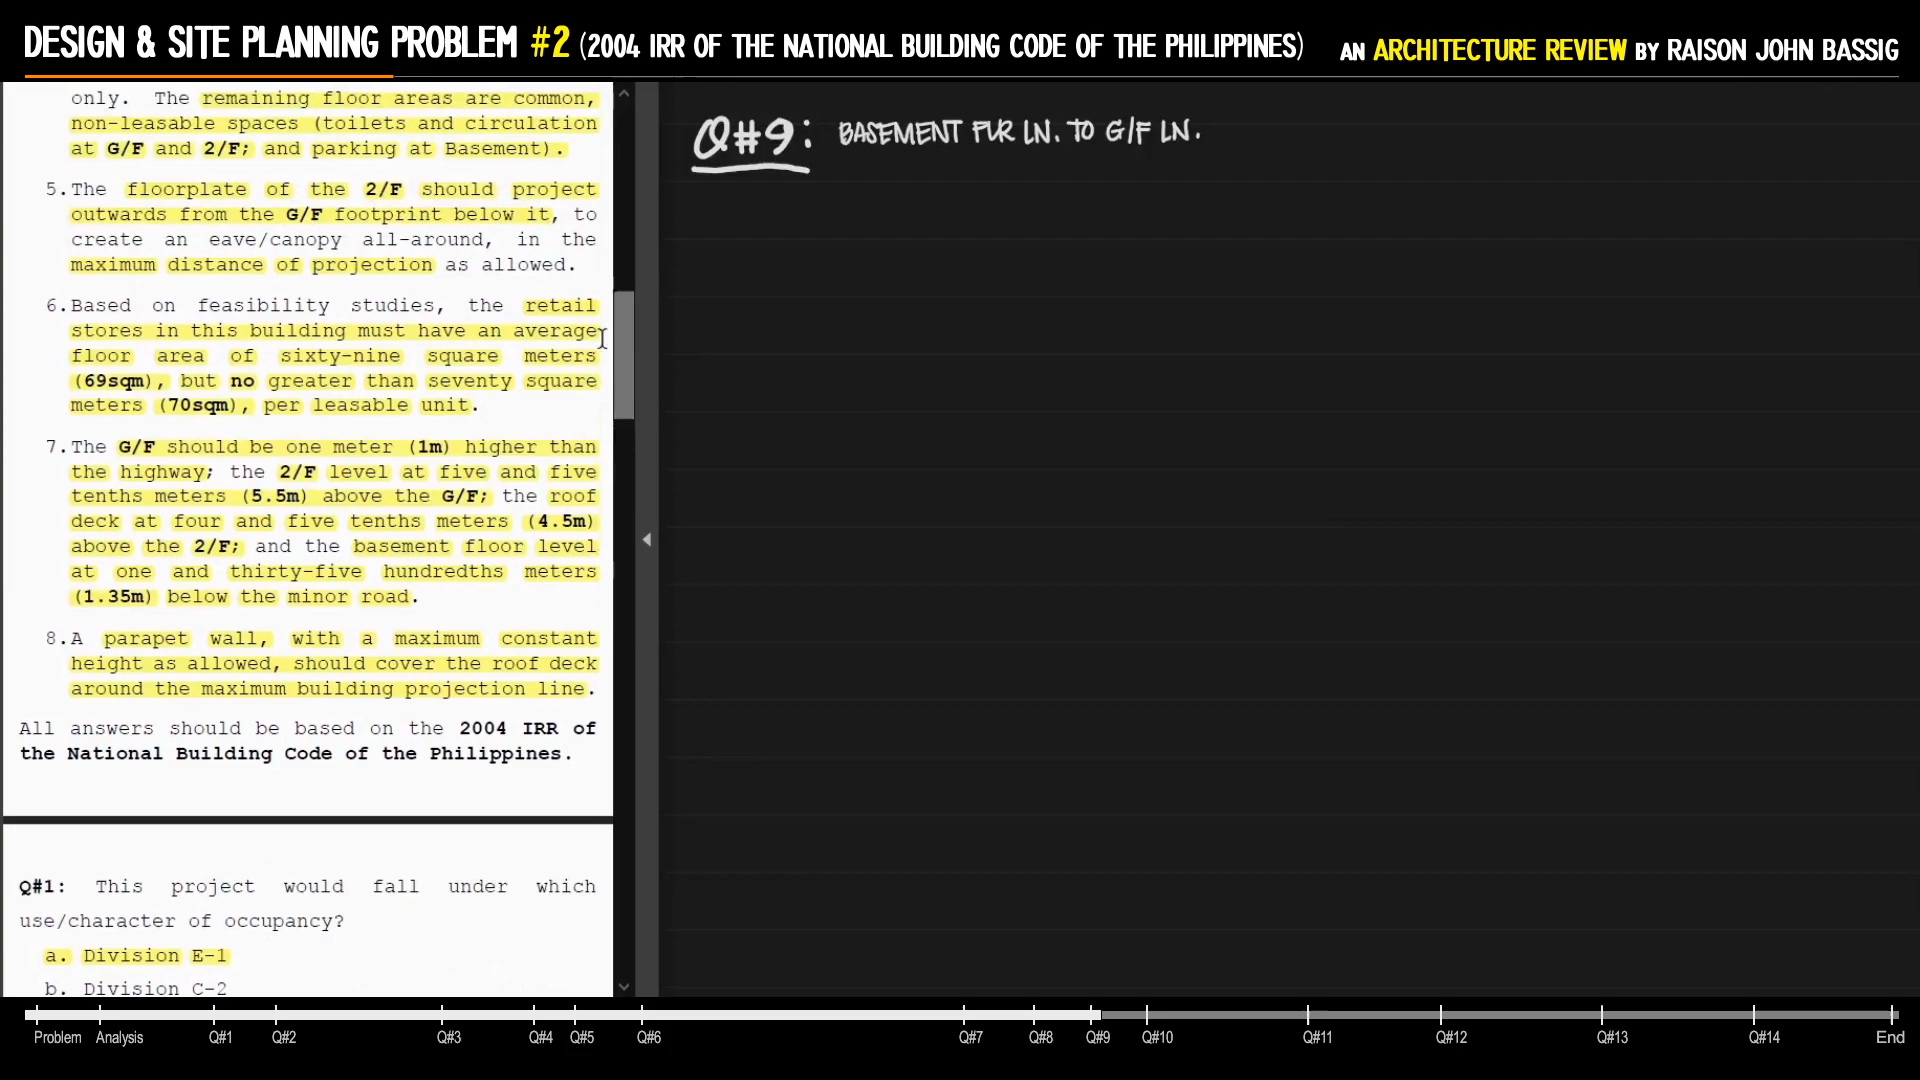 DESIGN & SITE PLANNING PROBLEM #2 (2004 IRR OF THE NATIONAL BUILDING CODE OF THE PHILIPPINES) AN ARCHITECTURE REVIEW BY RAISON JOHN BASSIG
only. The remaining floor areas are common,
non-leasable spaces (toilets and circulation
at G/F and 2/F; and parking at Basement).
5.The floorplate of the 2/F should project
outwards from the G/F footprint below it, to
create an eave/canopy all-around, in the
maximum distance of projection as allowed.
6.Based on feasibility studies, the retail
stores in this building must have an average
floor area of sixty-nine square meters
(69sqm), but no greater than seventy square
meters (70sqm), per leasable unit.
7.The G/F should be one meter (1m) higher than
the highway; the 2/F level at five and five
tenths meters (5.5m) above the G/F; the roof
deck at four and five tenths meters (4.5m)
above the 2/F; and the basement floor level
at one and thirty-five hundredths meters
(1.35m) below the minor road.
8.A parapet wall, with a maximum constant
height as allowed, should cover the roof deck
around the maximum building projection line.
All answers should be based on the 2004 IRR of
the National Building Code of the Philippines.
Q#1: This project would fall under which
use/character of occupancy?
a. Division E-1
b. Division C-2
Q#9: BASEMENT FLR LN. TO G/F LN.
Problem Analysis Q#1 Q#2 Q#3 Q#4 Q#5 Q#6 Q#7 Q#8 Q#9 Q#10 Q#11 Q#12 Q#13 Q#14 End